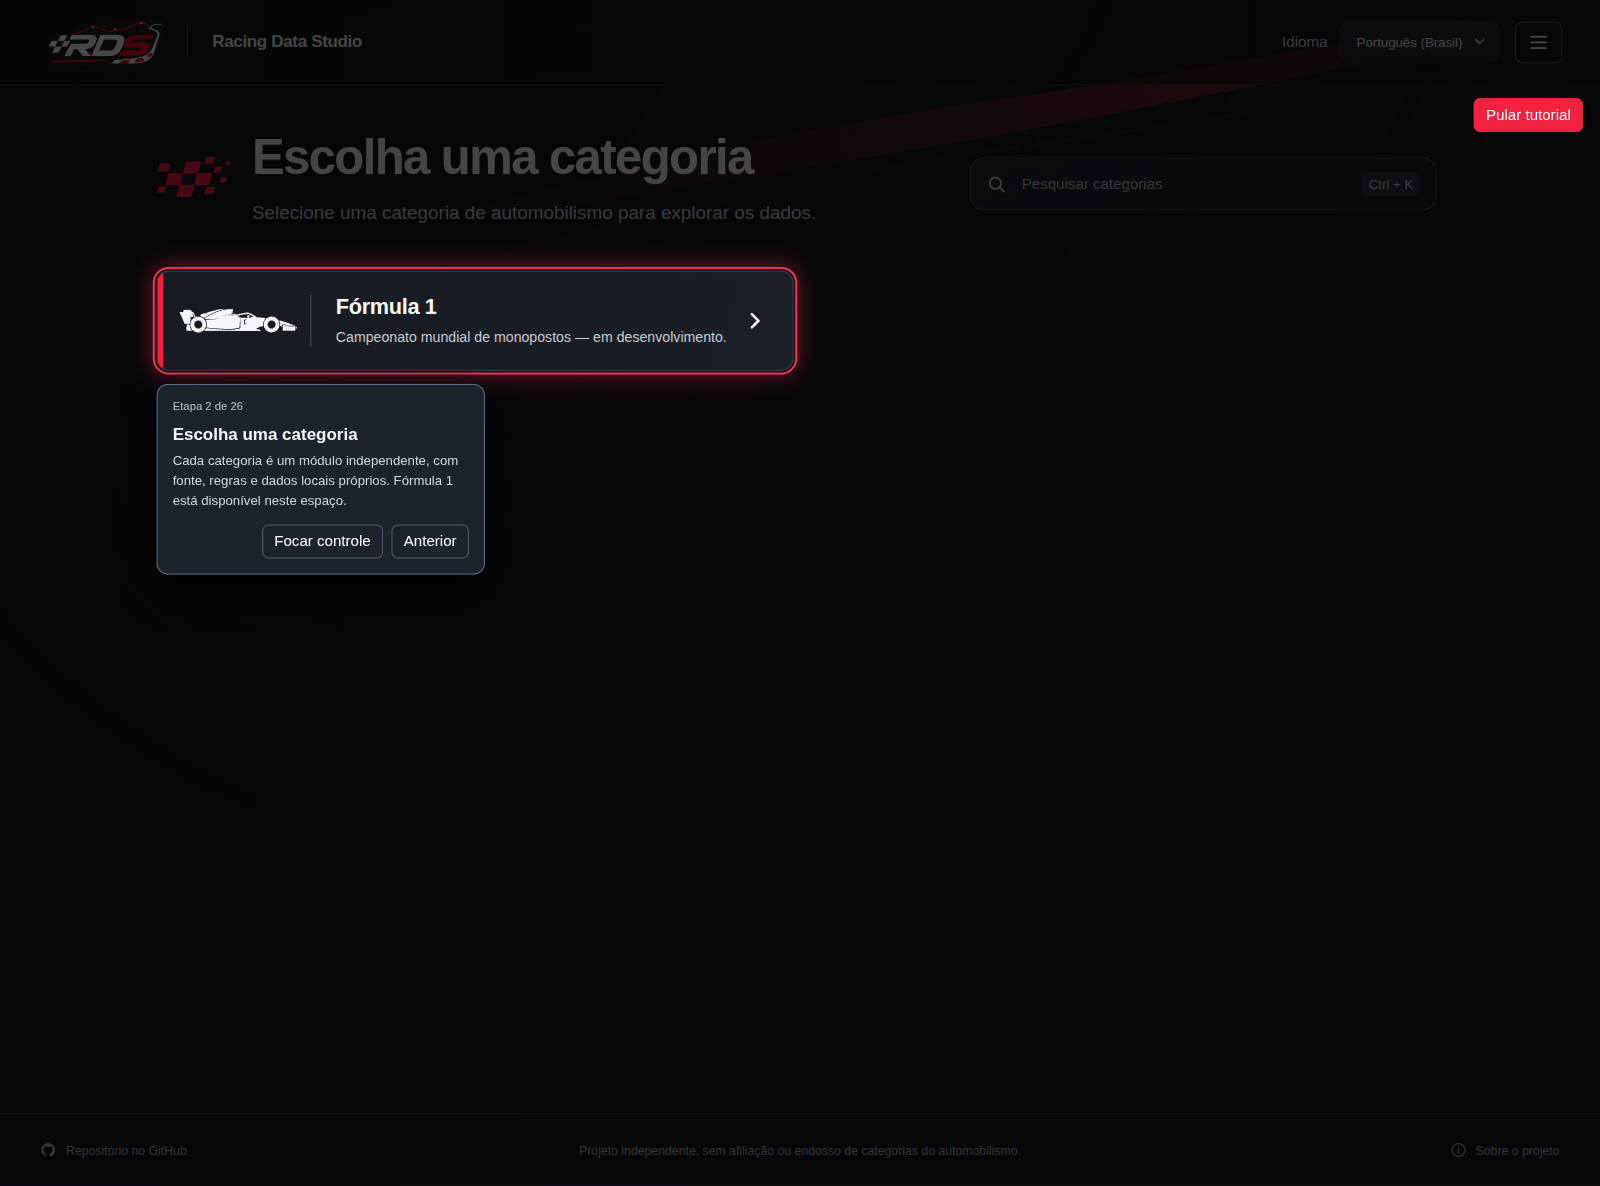 RDS
Racing Data Studio
Idioma
Português (Brasil)
Pular tutorial
Escolha uma categoria
Selecione uma categoria de automobilismo para explorar os dados.
Pesquisar categorias
Ctrl + K
Fórmula 1
Campeonato mundial de monopostos — em desenvolvimento.
Etapa 2 de 26
Escolha uma categoria
Cada categoria é um módulo independente, com
fonte, regras e dados locais próprios. Fórmula 1
está disponível neste espaço.
Focar controle
Anterior
Repositório no GitHub
Projeto independente, sem afiliação ou endosso de categorias do automobilismo.
Sobre o projeto